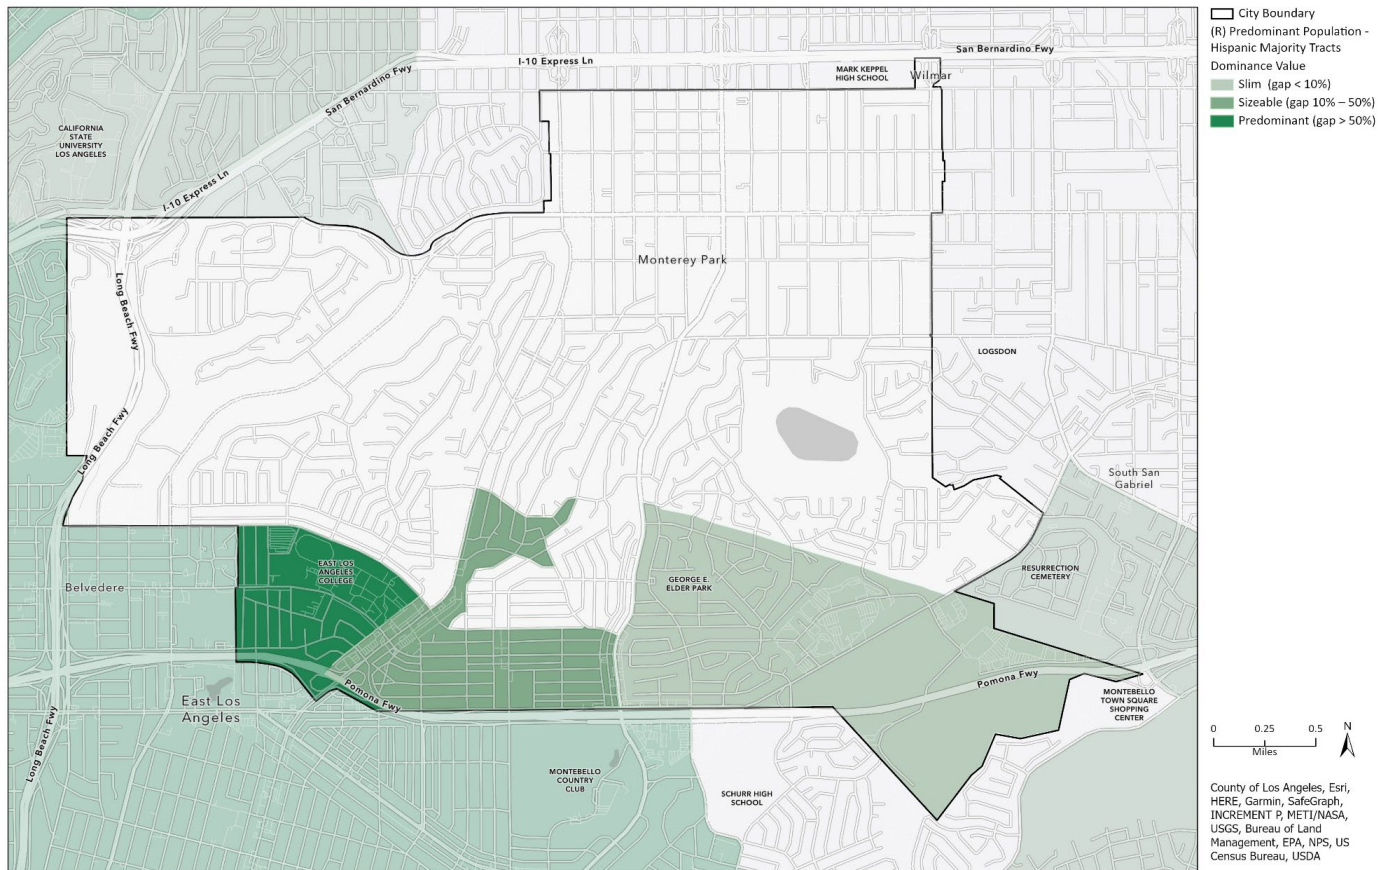 San Bernardino Fwy
I-10 Express Ln
MARK KEPPEL
HIGH SCHOOL
Wilmar
San Bernardino Fwy
CALIFORNIA
STATE
UNIVERSITY
LOS ANGELES
I-10 Express Ln
Monterey Park
Long Beach Fwy
LOGSDON
Long Beach Fwy
South San
Gabriel
EAST LOS
ANGELES
COLLEGE
RESURRECTION
CEMETERY
Belvedere
GEORGE E.
ELDER PARK
Pomona Fwy
Pomona Fwy
East Los
Angeles
MONTEBELLO
TOWN SQUARE
SHOPPING
CENTER
Long Beach Fwy
MONTEBELLO
COUNTRY
CLUB
SCHURR HIGH
SCHOOL
City Boundary
(R) Predominant Population -
Hispanic Majority Tracts
Dominance Value
Slim (gap < 10%)
Sizeable (gap 10% – 50%)
Predominant (gap > 50%)
0 0.25 0.5
Miles
N
County of Los Angeles, Esri,
HERE, Garmin, SafeGraph,
INCREMENT P, METI/NASA,
USGS, Bureau of Land
Management, EPA, NPS, US
Census Bureau, USDA